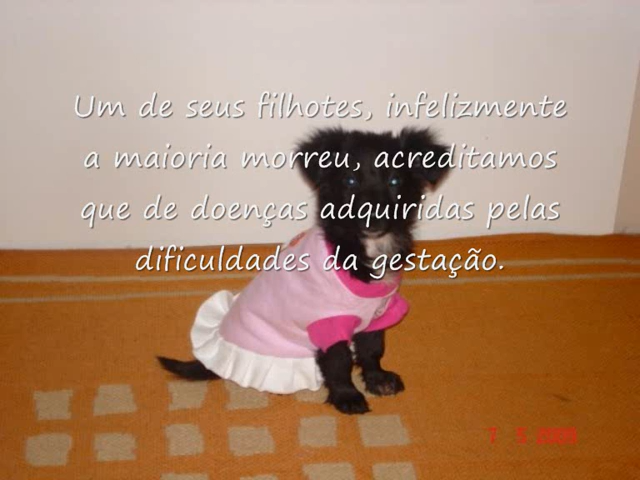 Um de seus filhotes, infelizmente
a maioria morreu, acreditamos
que de doenças adquiridas pelas
dificuldades da gestação.